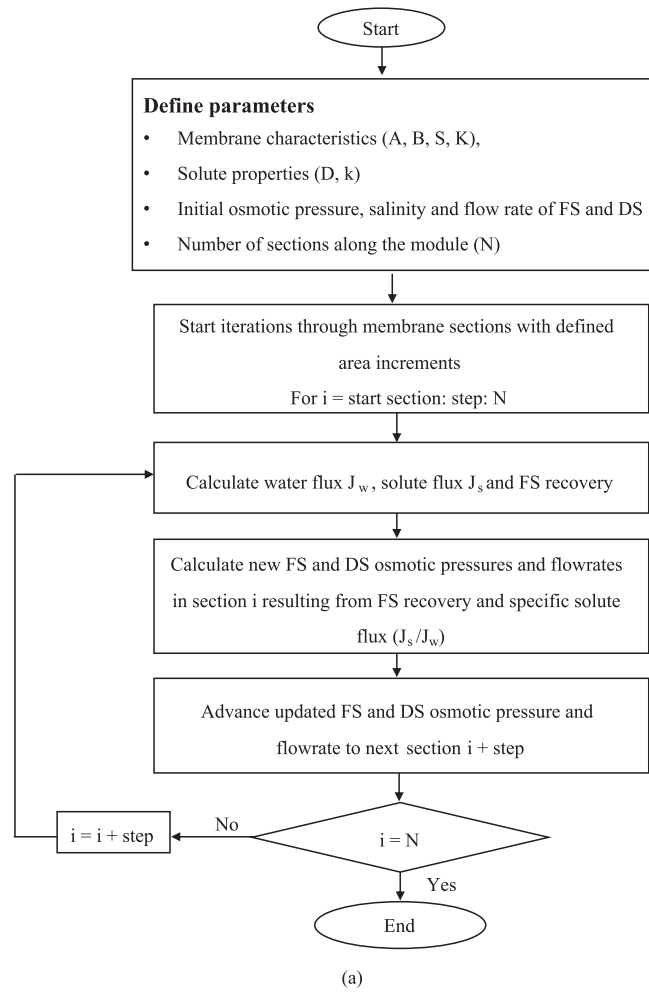 Start
Define parameters
• Membrane characteristics (A, B, S, K),
• Solute properties (D, k)
• Initial osmotic pressure, salinity and flow rate of FS and DS
• Number of sections along the module (N)
Start iterations through membrane sections with defined
area increments
For i = start section: step: N
Calculate water flux J_w, solute flux J_s and FS recovery
Calculate new FS and DS osmotic pressures and flowrates
in section i resulting from FS recovery and specific solute
flux (J_s/J_w)
Advance updated FS and DS osmotic pressure and
flowrate to next section i + step
i = N
No
i = i + step
Yes
End
(a)